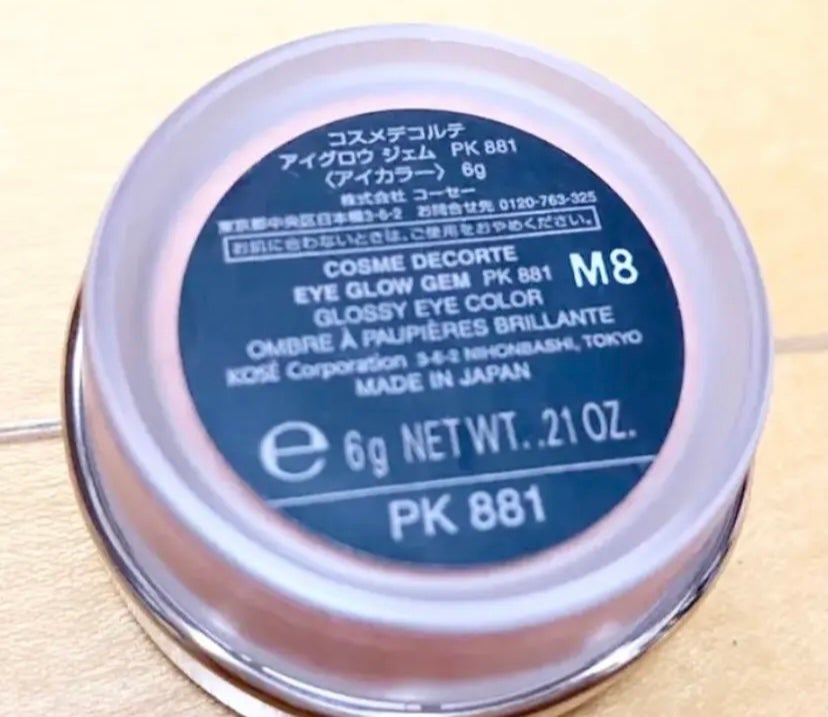 コスメデコルテ
アイグロウ ジェム PK 881
〈アイカラー〉 6g
株式会社 コーセー
東京都中央区日本橋3-6-2 お問合せ先 0120-763-325
お肌に合わないときは、ご使用をおやめください。
COSME DECORTE
EYE GLOW GEM PK 881 M8
GLOSSY EYE COLOR
OMBRE À PAUPIÈRES BRILLANTE
KOSÉ Corporation 3-6-2 NIHONBASHI, TOKYO
MADE IN JAPAN
e 6g NET WT. .21 OZ.
PK 881